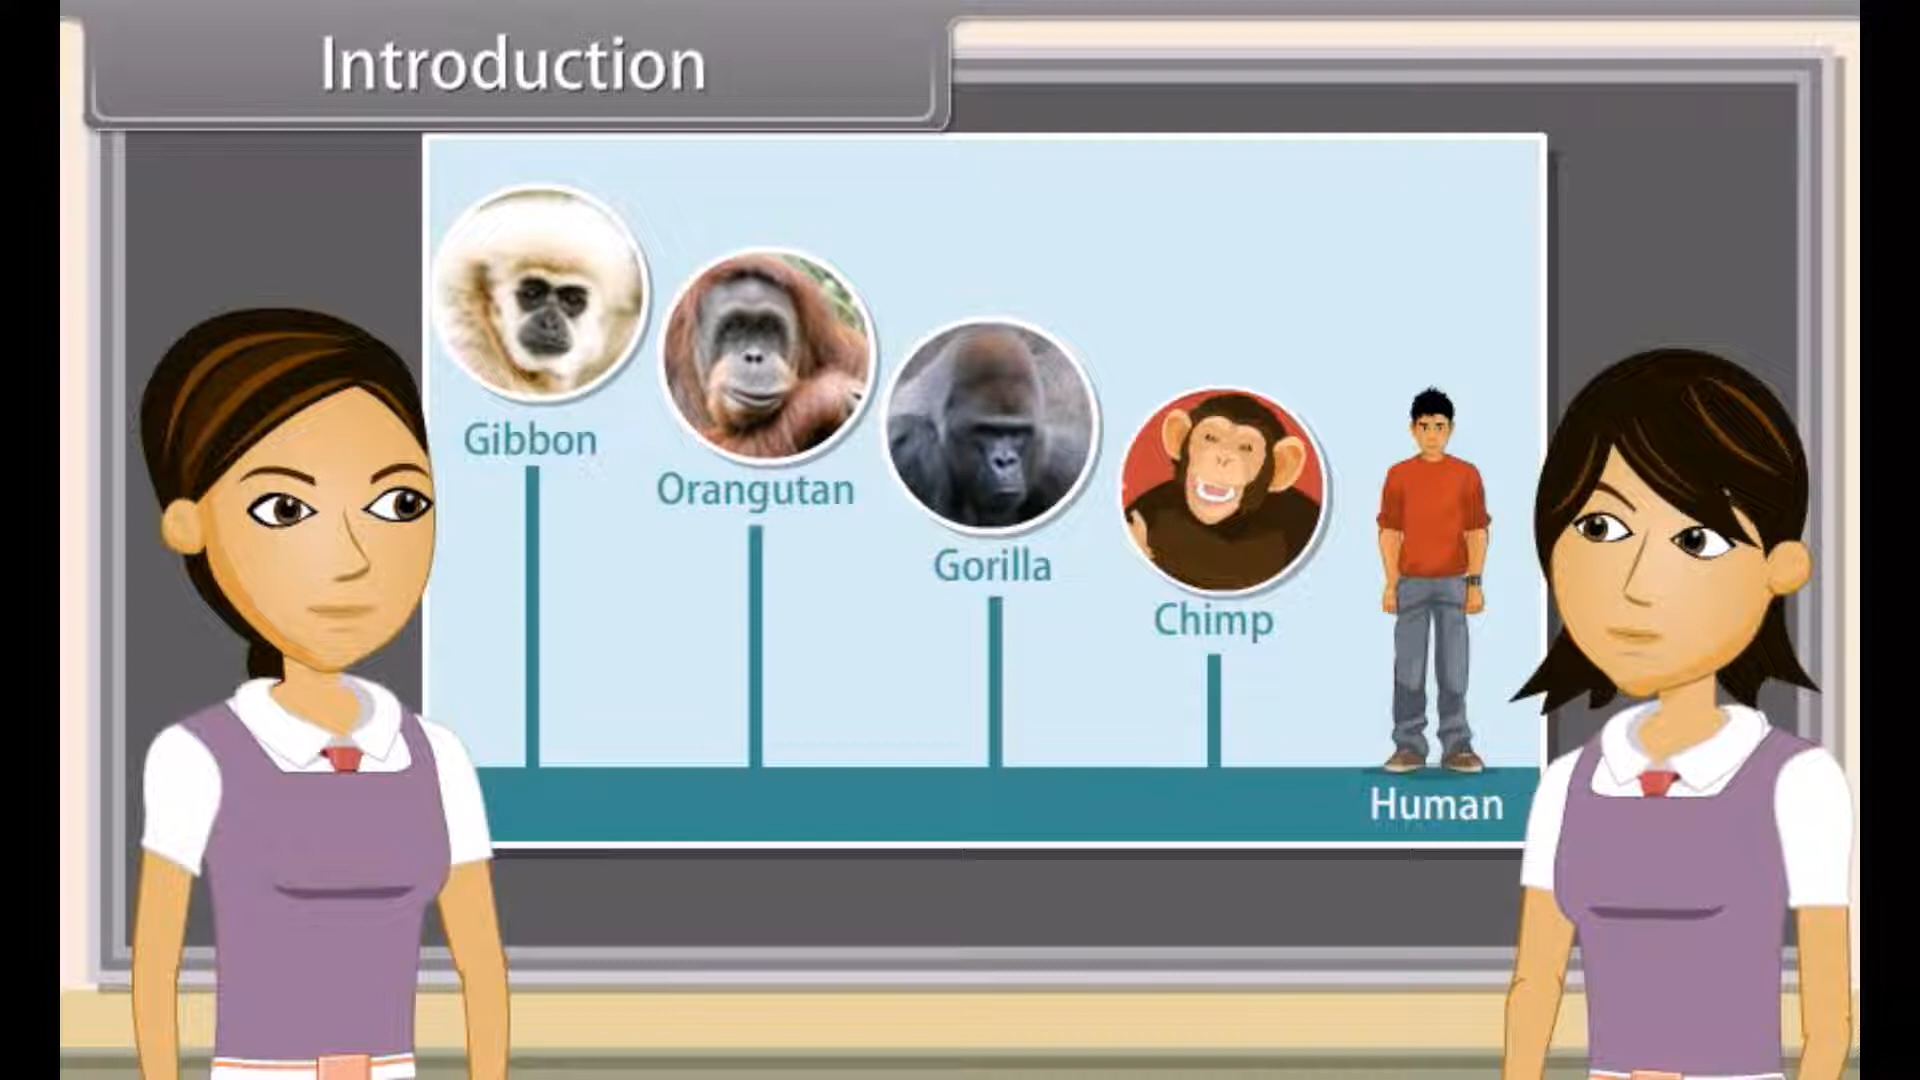 Introduction
Gibbon
Orangutan
Gorilla
Chimp
Human